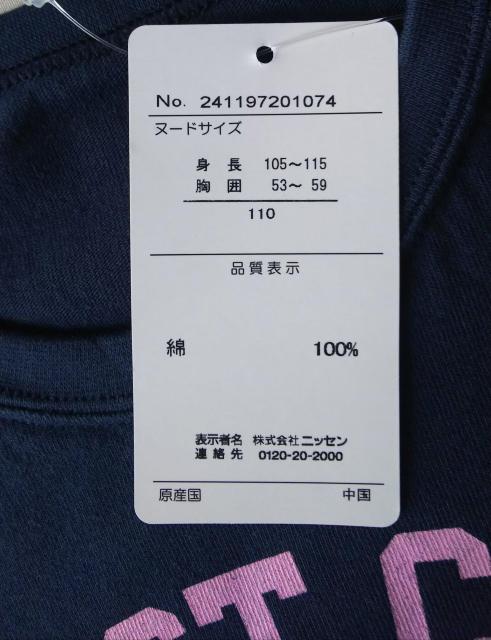 No. 241197201074
ヌードサイズ
身長 105〜115
胸囲 53〜 59
110
品質表示
綿 100%
表示者名 株式会社ニッセン
連絡先 0120-20-2000
原産国 中国
ST C